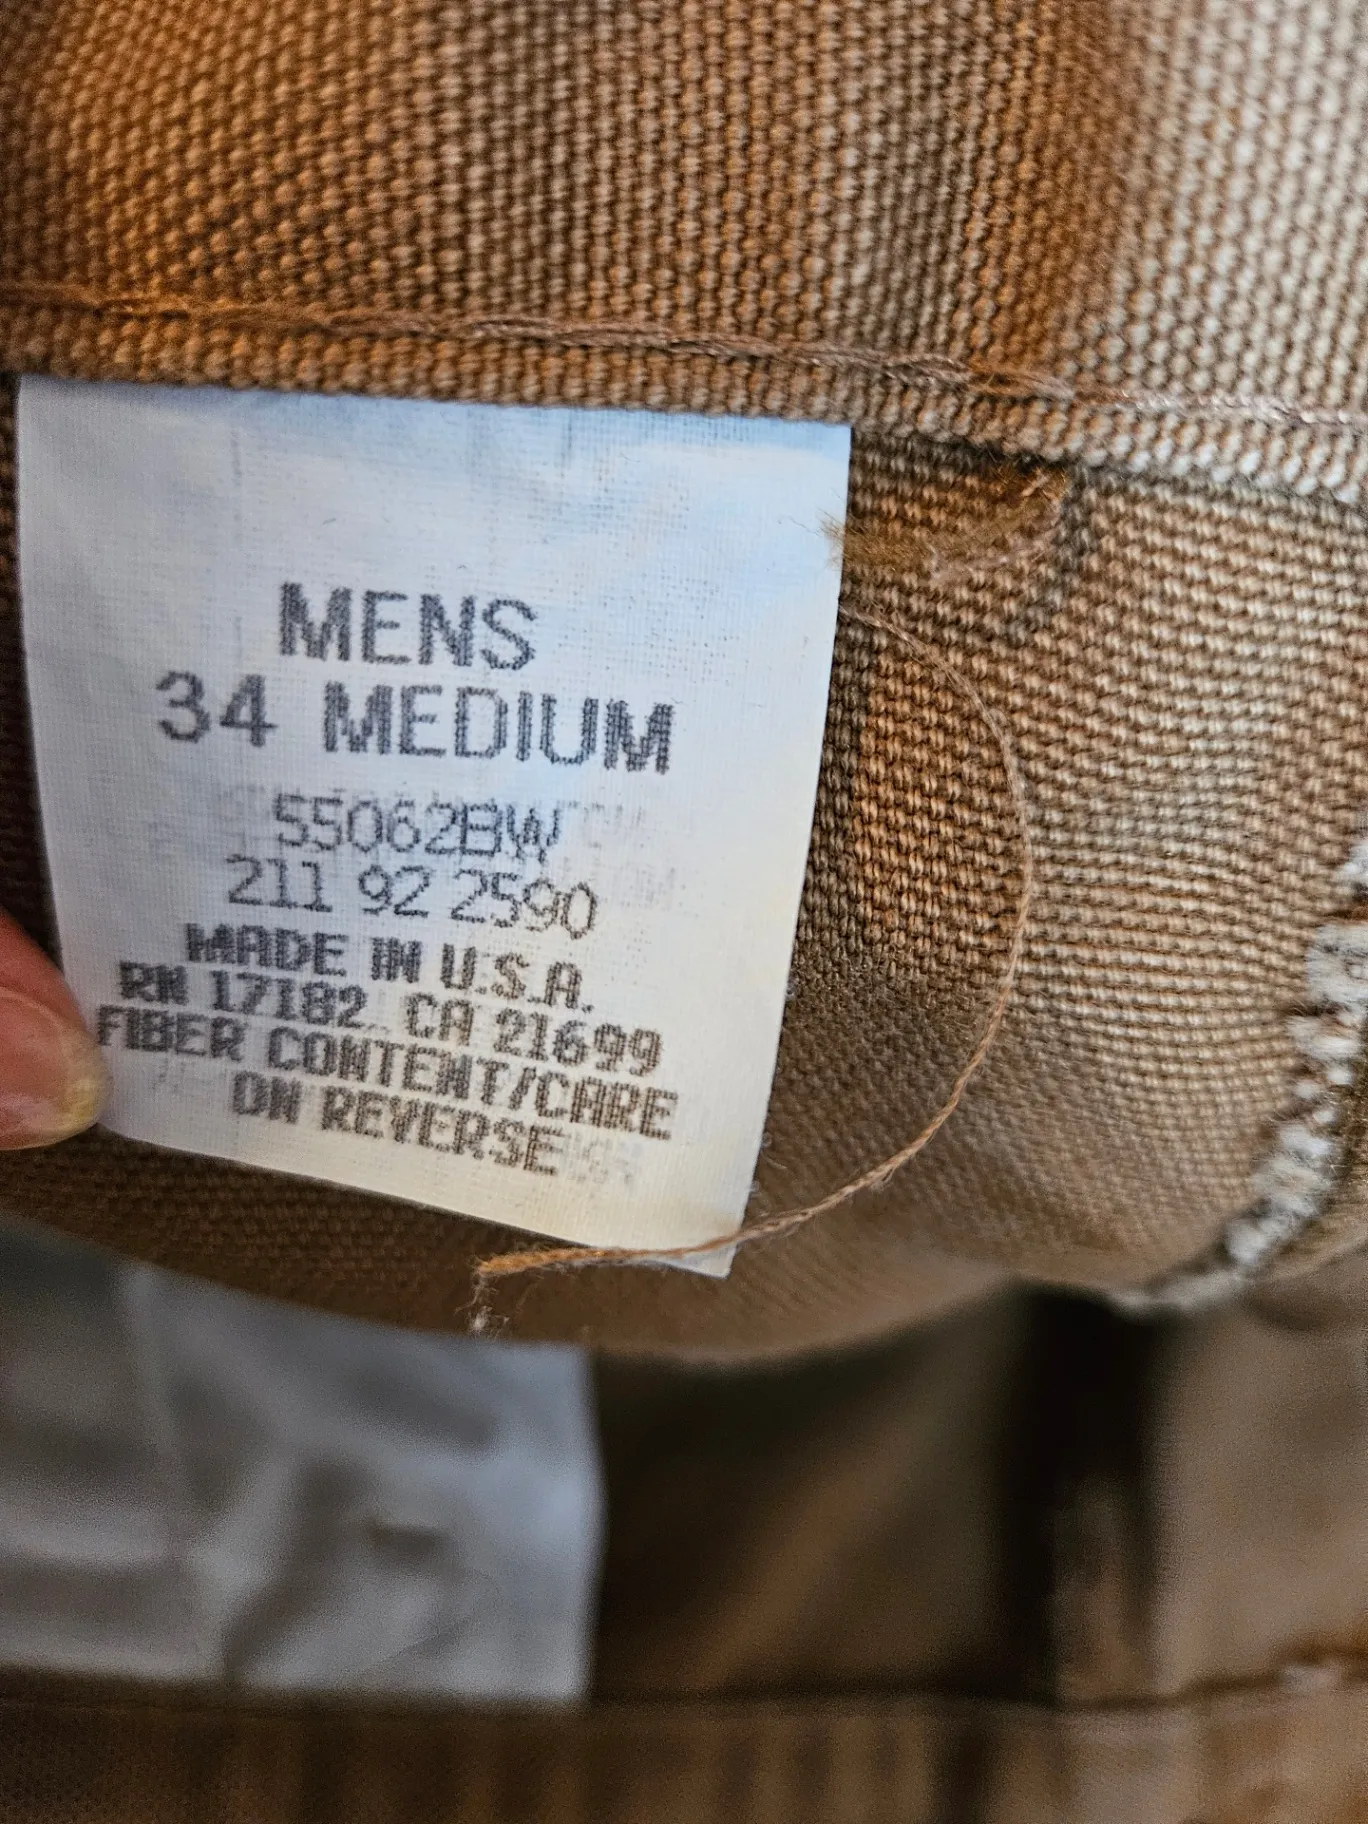 MENS
34 MEDIUM
55062BW
211 92 2590
MADE IN U.S.A.
RN 17182 CA 21699
FIBER CONTENT/CARE
ON REVERSE